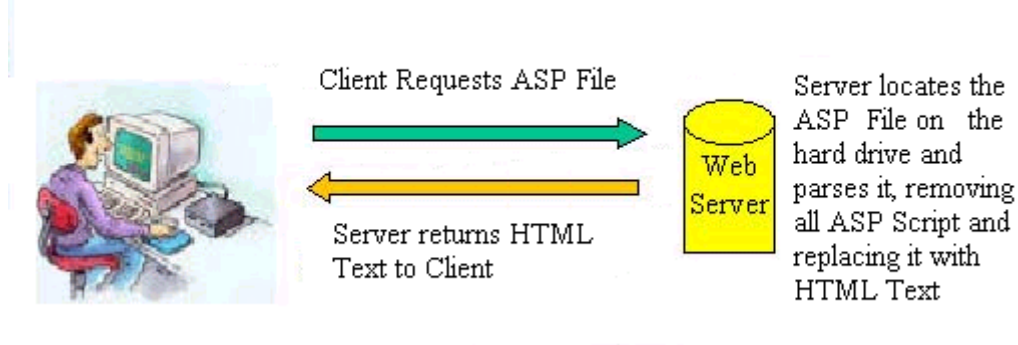 Client Requests ASP File
Server returns HTML
Text to Client
Web
Server
Server locates the
ASP File on the
hard drive and
parses it, removing
all ASP Script and
replacing it with
HTML Text